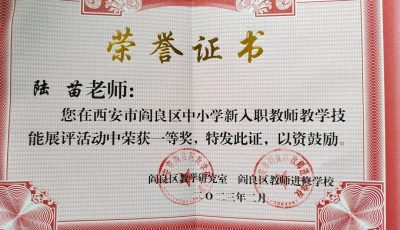 荣誉证书
陆 苗老师:
您在西安市阎良区中小学新入职教师教学技
能展评活动中荣获一等奖,特发此证,以资鼓励。
阎良区教学研究室 阎良区教师进修学校
二〇二三年二月